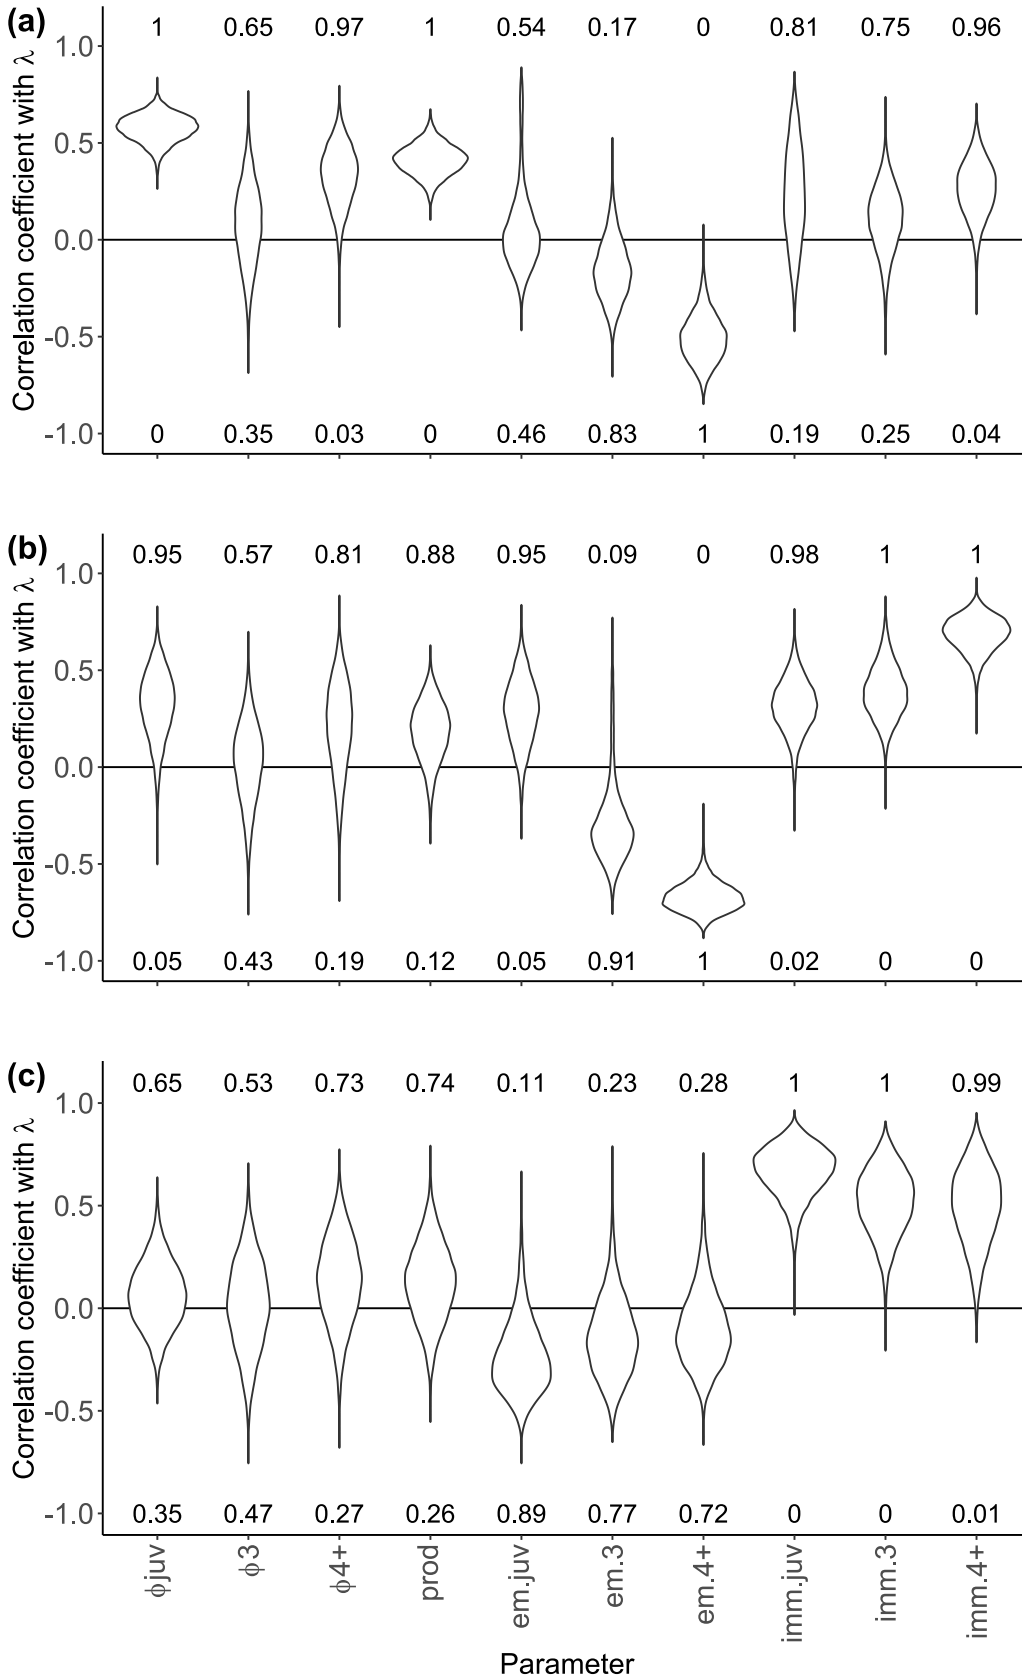 (a)
1 0.65 0.97 1 0.54 0.17 0 0.81 0.75 0.96
1.0
0.5
0.0
-0.5
-1.0
Correlation coefficient with λ
0 0.35 0.03 0 0.46 0.83 1 0.19 0.25 0.04
(b)
0.95 0.57 0.81 0.88 0.95 0.09 0 0.98 1 1
1.0
0.5
0.0
-0.5
-1.0
Correlation coefficient with λ
0.05 0.43 0.19 0.12 0.05 0.91 1 0.02 0 0
(c)
0.65 0.53 0.73 0.74 0.11 0.23 0.28 1 1 0.99
1.0
0.5
0.0
-0.5
-1.0
Correlation coefficient with λ
0.35 0.47 0.27 0.26 0.89 0.77 0.72 0 0 0.01
ϕjuv
ϕ3
ϕ4+
prod
em.juv
em.3
em.4+
imm.juv
imm.3
imm.4+
Parameter